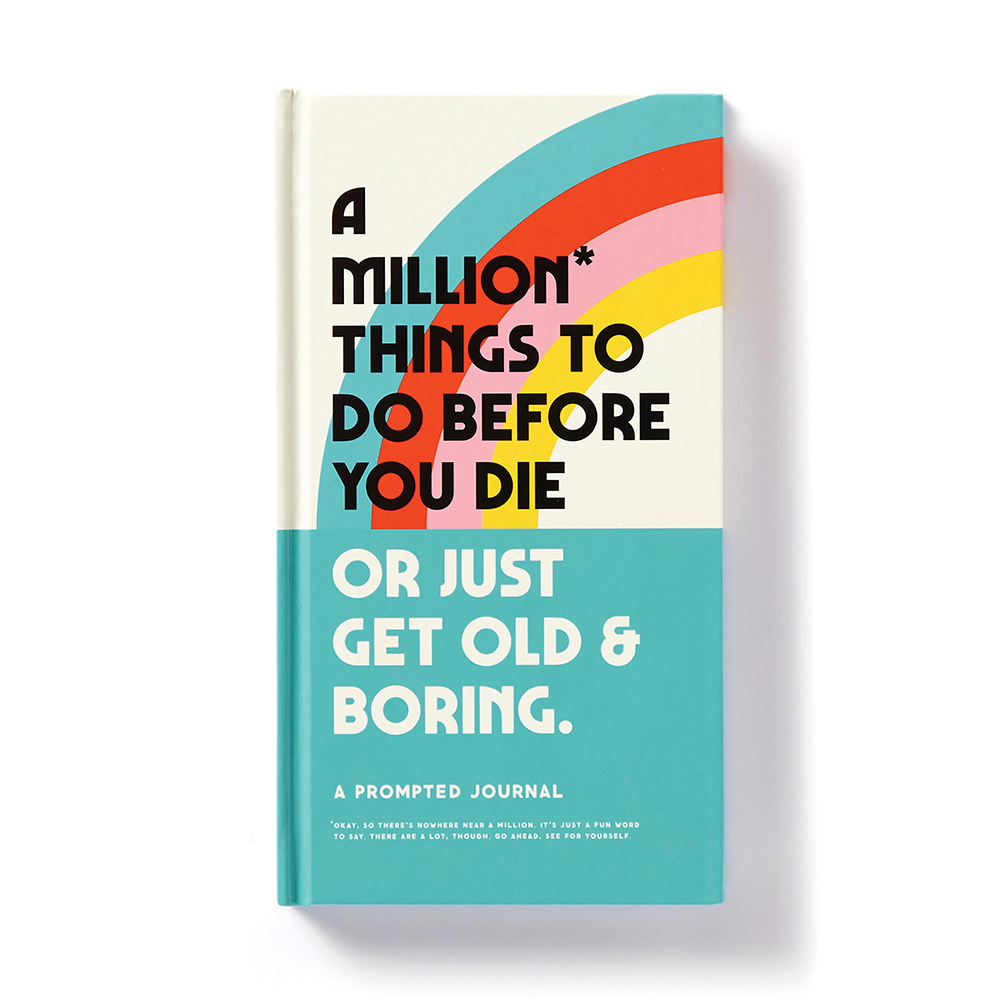 A
MILLION*
THINGS TO
DO BEFORE
YOU DIE
OR JUST
GET OLD &
BORING.
A PROMPTED JOURNAL
*OKAY, SO THERE'S NOWHERE NEAR A MILLION. IT'S JUST A FUN WORD
TO SAY. THERE ARE A LOT, THOUGH. GO AHEAD, SEE FOR YOURSELF.